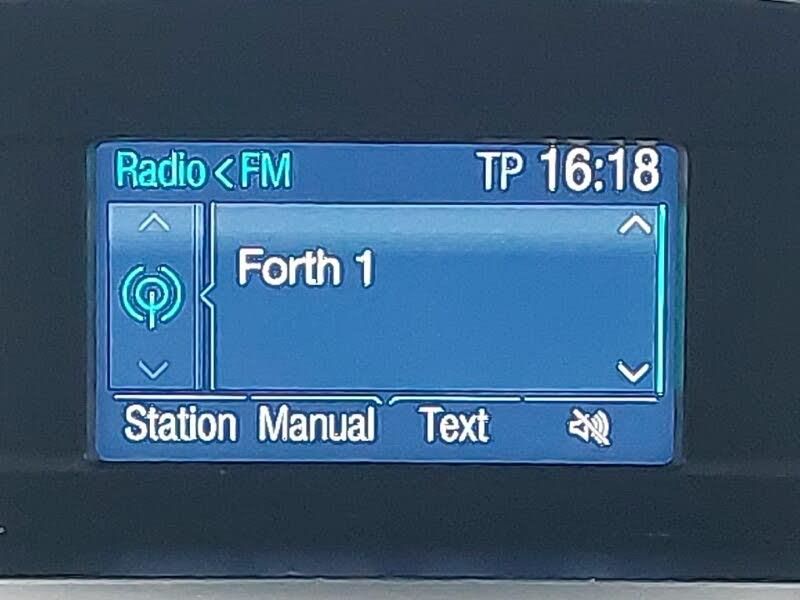 Radio < FM TP 16:18
Forth 1
Station Manual Text